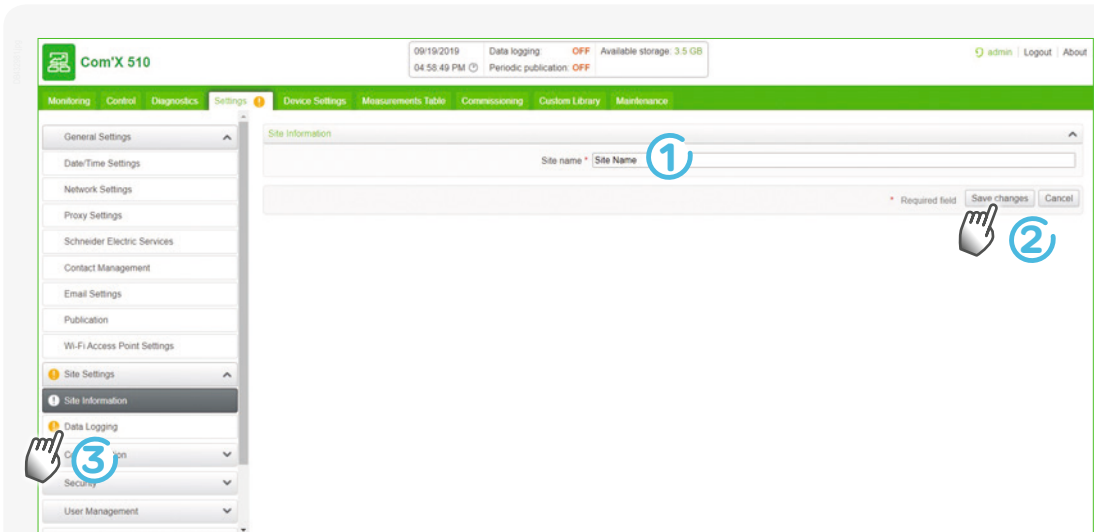 Com'X 510
09/19/2019 Data logging: OFF Available storage: 3.5 GB
04:58:49 PM Periodic publication: OFF
admin Logout About
Monitoring Control Diagnostics Settings Device Settings Measurements Table Commissioning Custom Library Maintenance
General Settings
Date/Time Settings
Network Settings
Proxy Settings
Schneider Electric Services
Contact Management
Email Settings
Publication
Wi-Fi Access Point Settings
Site Settings
Site Information
Data Logging
Security
User Management
Site Information
Site name * Site Name
1
* Required field Save changes Cancel
2
3